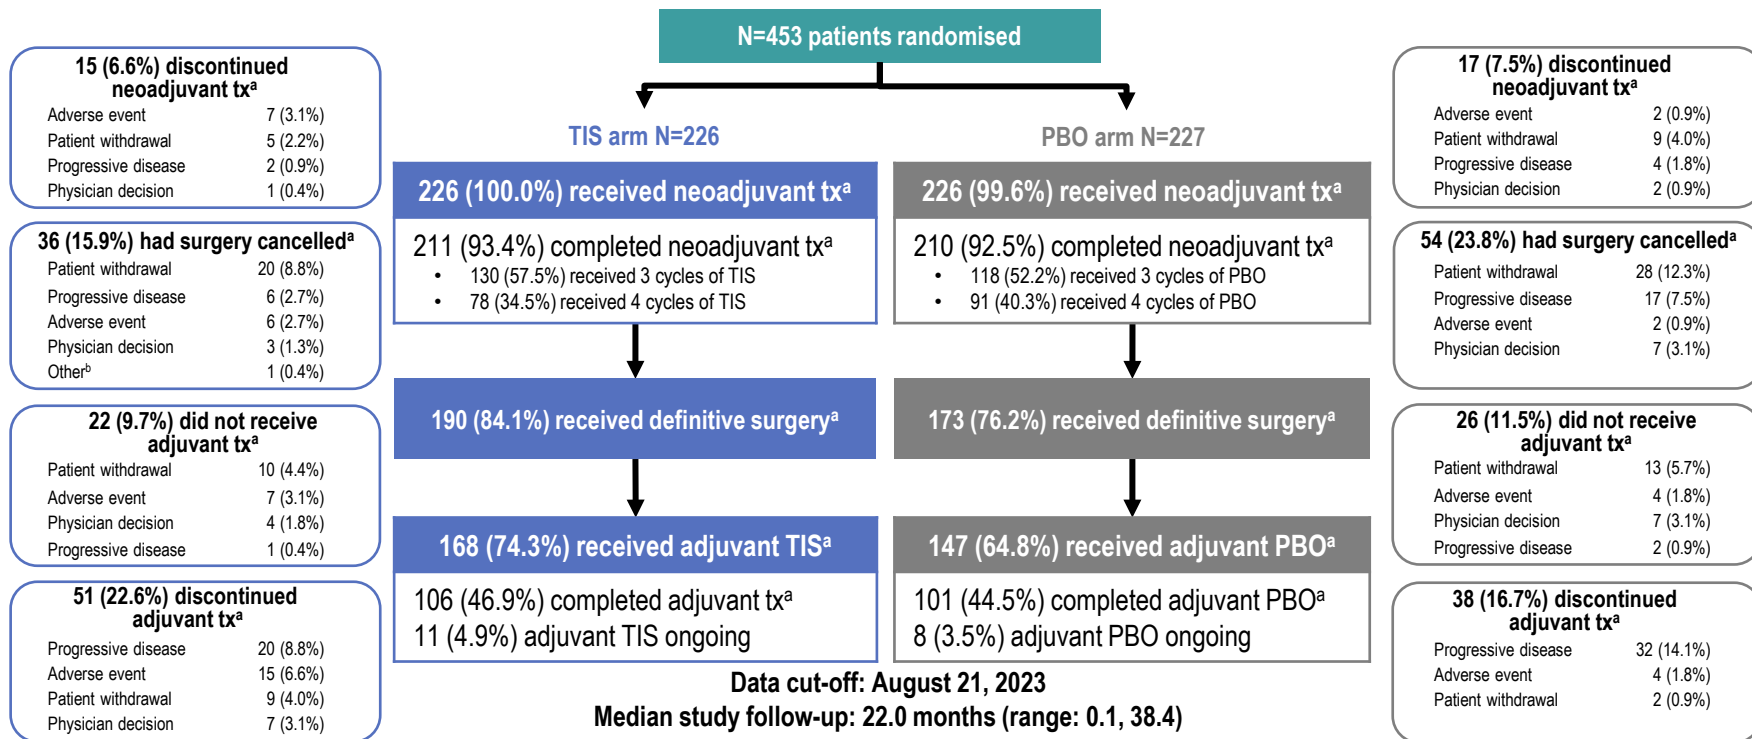 N=453 patients randomised
15 (6.6%) discontinued
neoadjuvant txᵃ
Adverse event 7 (3.1%)
Patient withdrawal 5 (2.2%)
Progressive disease 2 (0.9%)
Physician decision 1 (0.4%)
36 (15.9%) had surgery cancelledᵃ
Patient withdrawal 20 (8.8%)
Progressive disease 6 (2.7%)
Adverse event 6 (2.7%)
Physician decision 3 (1.3%)
Otherᵇ 1 (0.4%)
22 (9.7%) did not receive
adjuvant txᵃ
Patient withdrawal 10 (4.4%)
Adverse event 7 (3.1%)
Physician decision 4 (1.8%)
Progressive disease 1 (0.4%)
51 (22.6%) discontinued
adjuvant txᵃ
Progressive disease 20 (8.8%)
Adverse event 15 (6.6%)
Patient withdrawal 9 (4.0%)
Physician decision 7 (3.1%)
TIS arm N=226
226 (100.0%) received neoadjuvant txᵃ
211 (93.4%) completed neoadjuvant txᵃ
• 130 (57.5%) received 3 cycles of TIS
• 78 (34.5%) received 4 cycles of TIS
190 (84.1%) received definitive surgeryᵃ
168 (74.3%) received adjuvant TISᵃ
106 (46.9%) completed adjuvant txᵃ
11 (4.9%) adjuvant TIS ongoing
PBO arm N=227
226 (99.6%) received neoadjuvant txᵃ
210 (92.5%) completed neoadjuvant txᵃ
• 118 (52.2%) received 3 cycles of PBO
• 91 (40.3%) received 4 cycles of PBO
173 (76.2%) received definitive surgeryᵃ
147 (64.8%) received adjuvant PBOᵃ
101 (44.5%) completed adjuvant PBOᵃ
8 (3.5%) adjuvant PBO ongoing
17 (7.5%) discontinued
neoadjuvant txᵃ
Adverse event 2 (0.9%)
Patient withdrawal 9 (4.0%)
Progressive disease 4 (1.8%)
Physician decision 2 (0.9%)
54 (23.8%) had surgery cancelledᵃ
Patient withdrawal 28 (12.3%)
Progressive disease 17 (7.5%)
Adverse event 2 (0.9%)
Physician decision 7 (3.1%)
26 (11.5%) did not receive
adjuvant txᵃ
Patient withdrawal 13 (5.7%)
Adverse event 4 (1.8%)
Physician decision 7 (3.1%)
Progressive disease 2 (0.9%)
38 (16.7%) discontinued
adjuvant txᵃ
Progressive disease 32 (14.1%)
Adverse event 4 (1.8%)
Patient withdrawal 2 (0.9%)
Data cut-off: August 21, 2023
Median study follow-up: 22.0 months (range: 0.1, 38.4)